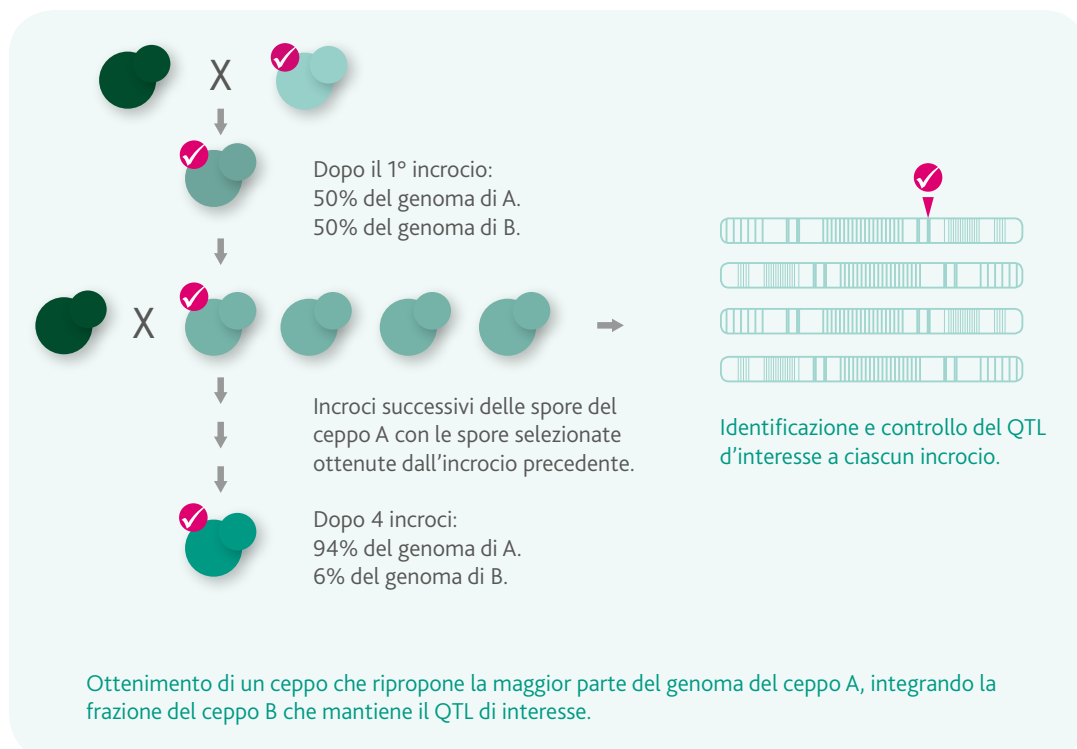 X
Dopo il 1° incrocio:
50% del genoma di A.
50% del genoma di B.
X
Incroci successivi delle spore del
ceppo A con le spore selezionate
ottenute dall'incrocio precedente.
Identificazione e controllo del QTL
d'interesse a ciascun incrocio.
Dopo 4 incroci:
94% del genoma di A.
6% del genoma di B.
Ottenimento di un ceppo che ripropone la maggior parte del genoma del ceppo A, integrando la
frazione del ceppo B che mantiene il QTL di interesse.